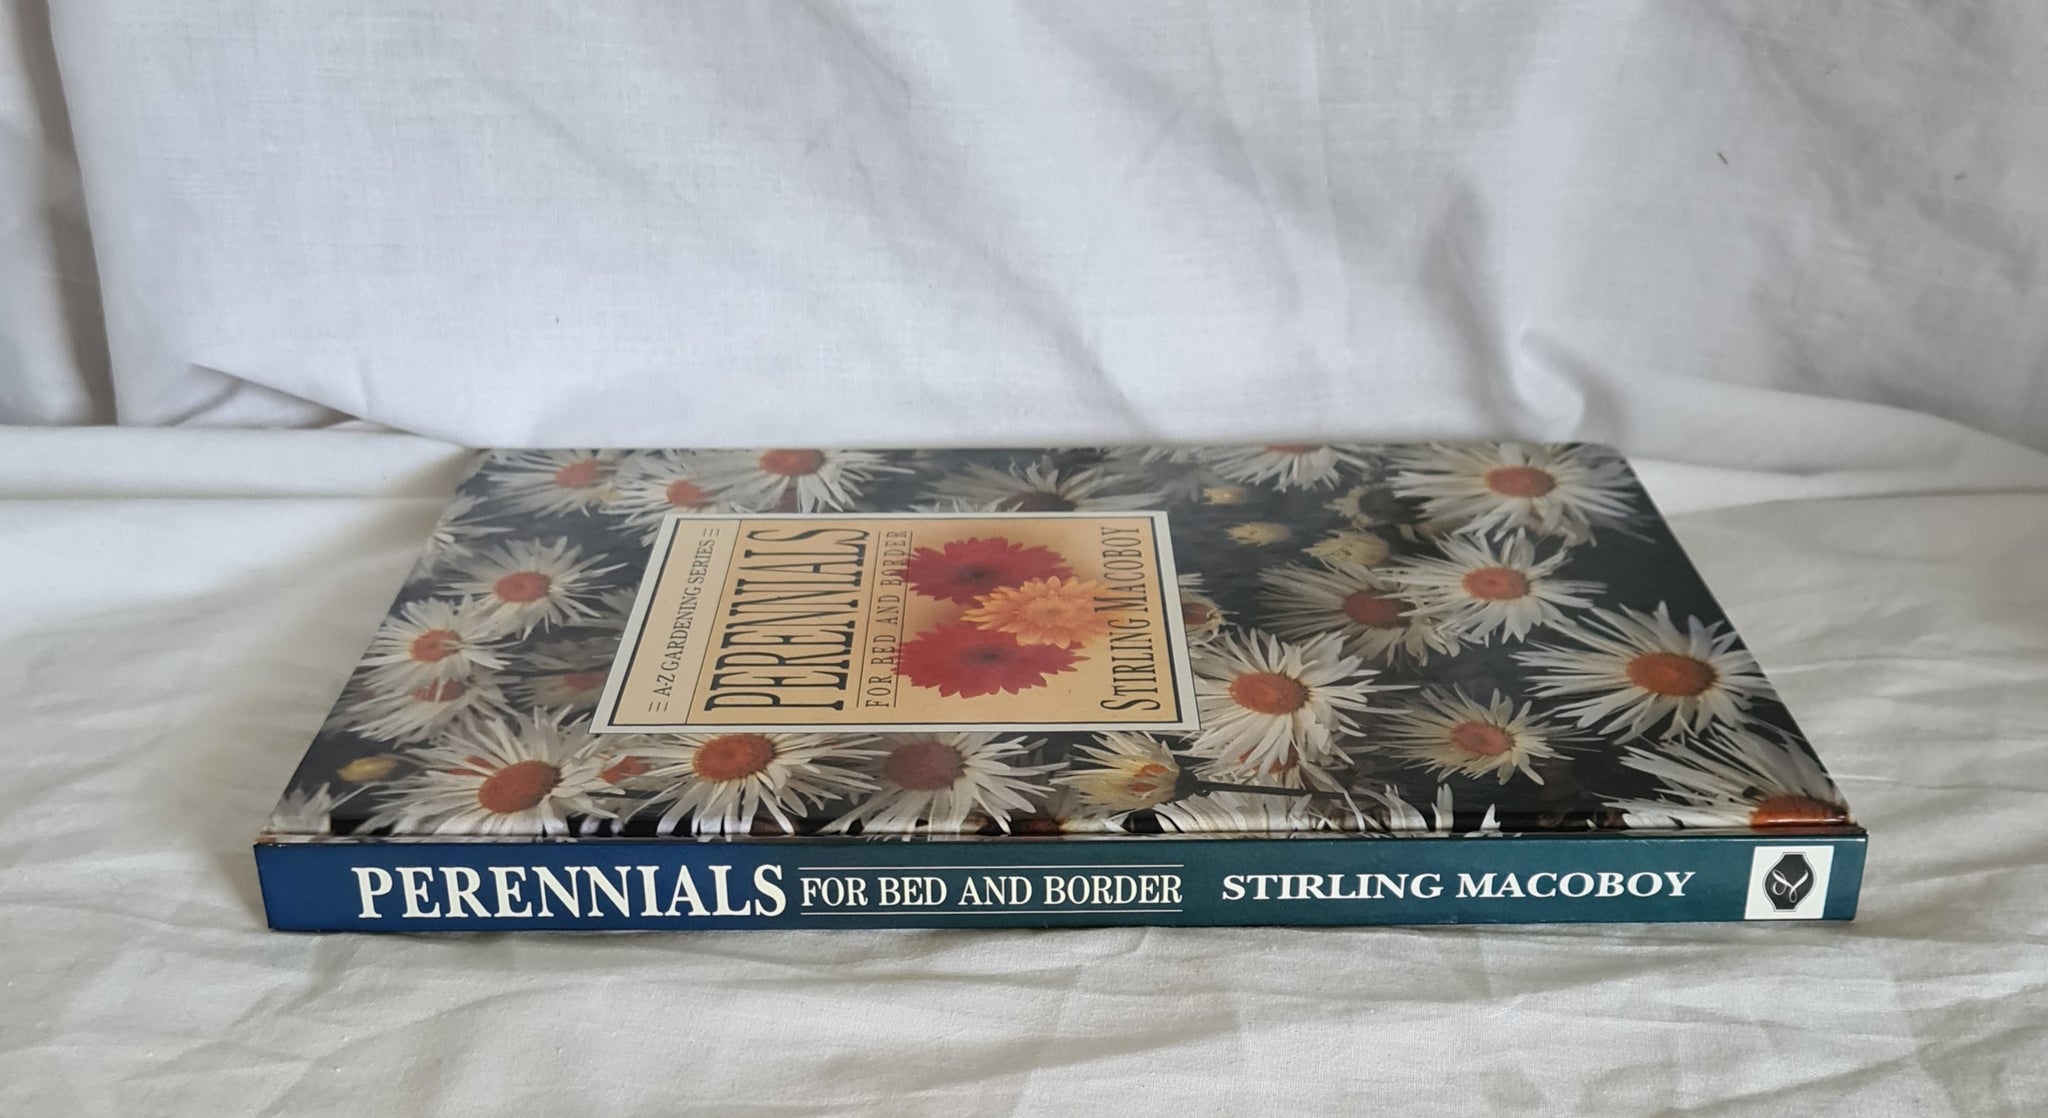 A-Z GARDENING SERIES
PERENNIALS
FOR BED AND BORDER
STIRLING MACOBOY
PERENNIALS FOR BED AND BORDER STIRLING MACOBOY